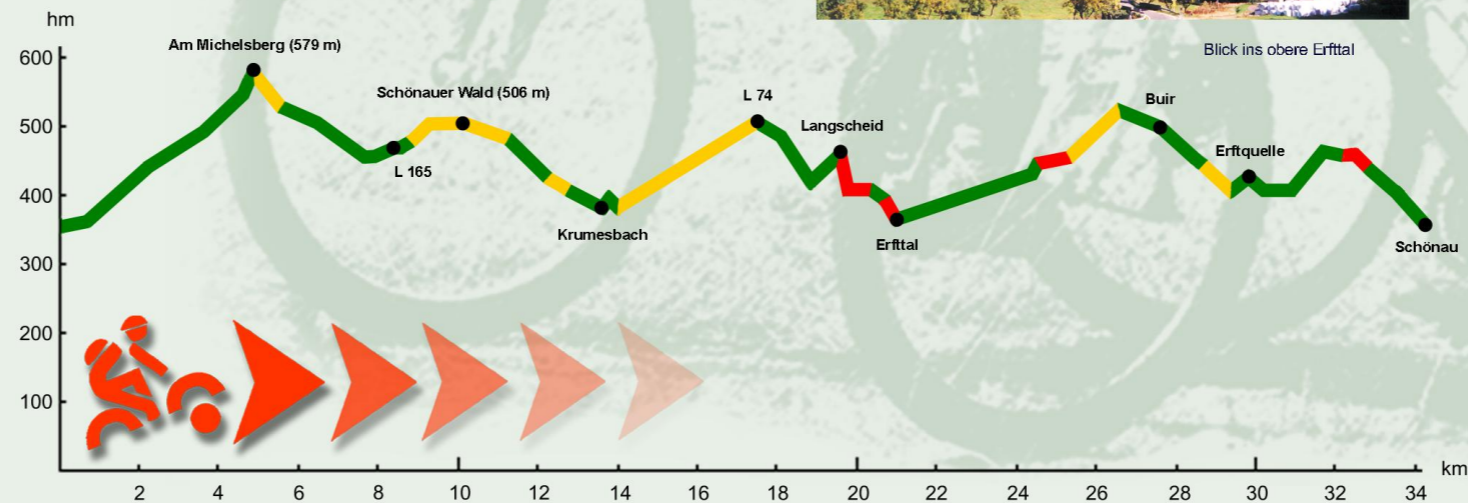 hm
Blick ins obere Erfttal
600
500
400
300
200
100
Am Michelsberg (579 m)
L 165
Schönauer Wald (506 m)
Krumesbach
L 74
Langscheid
Erfttal
Buir
Erftquelle
Schönau
2 4 6 8 10 12 14 16 18 20 22 24 26 28 30 32 34
km